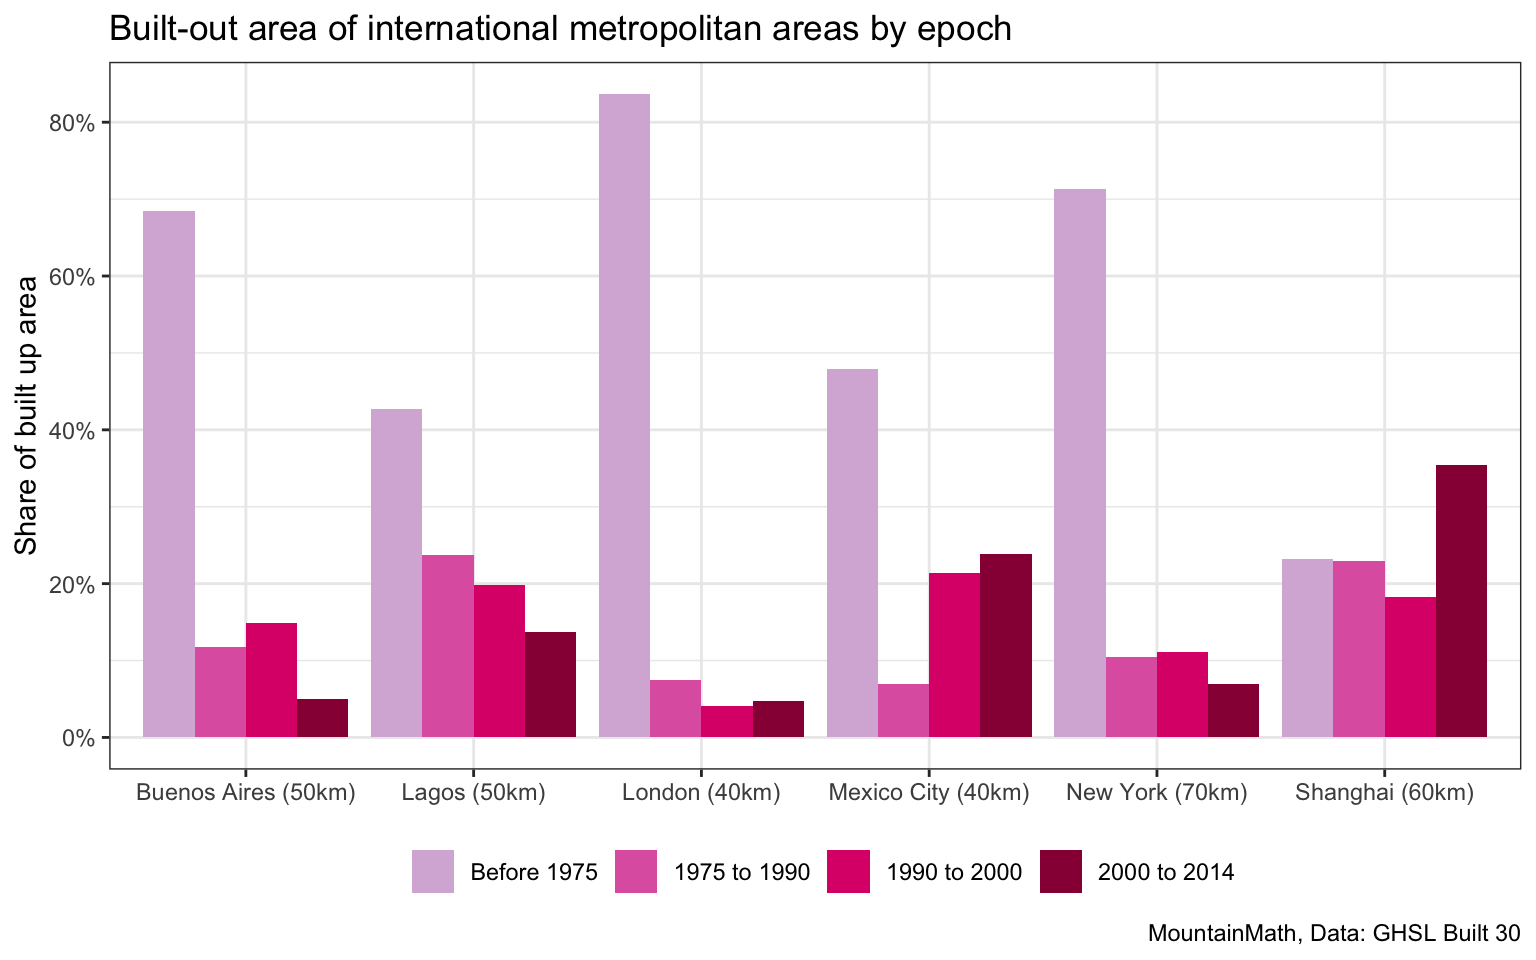 Built-out area of international metropolitan areas by epoch
Share of built up area
80%
60%
40%
20%
0%
Buenos Aires (50km) Lagos (50km) London (40km) Mexico City (40km) New York (70km) Shanghai (60km)
Before 1975 1975 to 1990 1990 to 2000 2000 to 2014
MountainMath, Data: GHSL Built 30